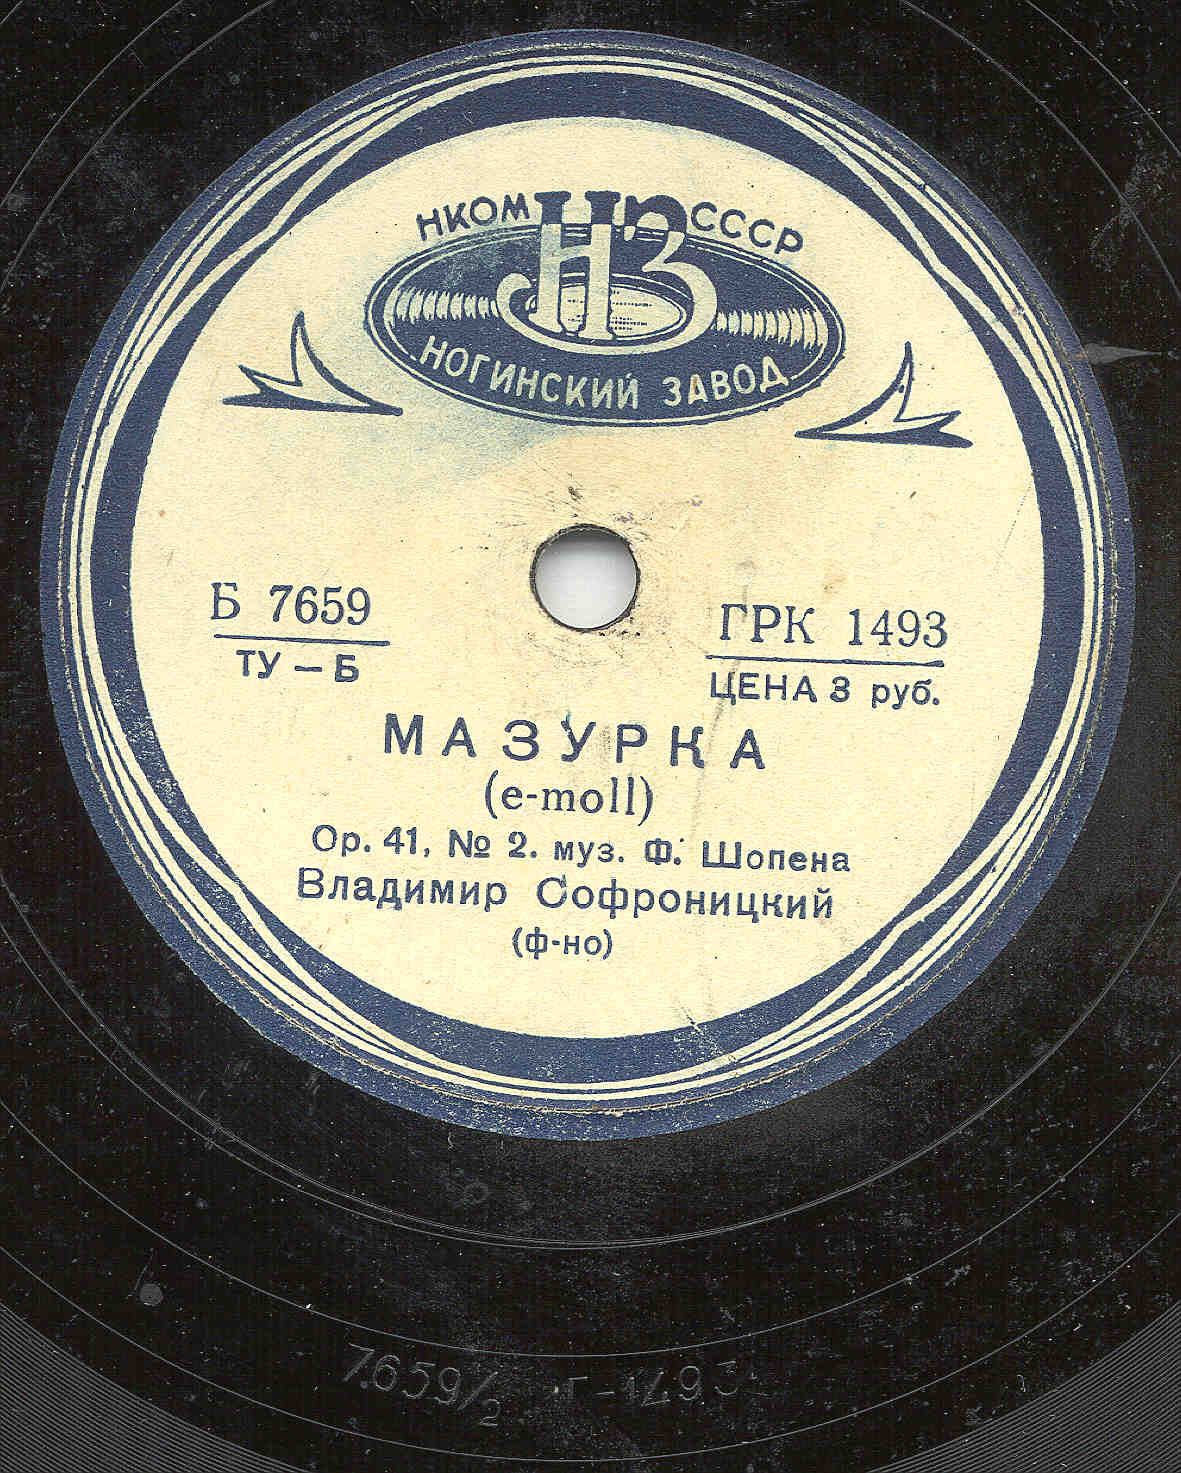 НКОМ НЗ СССР
НОГИНСКИЙ ЗАВОД
Б 7659
ТУ – Б
ГРК 1493
ЦЕНА 3 руб.
МАЗУРКА
(e-moll)
Op. 41, № 2. муз. Ф. Шопена
Владимир Софроницкий
(ф-но)
7659/2 Г-1493